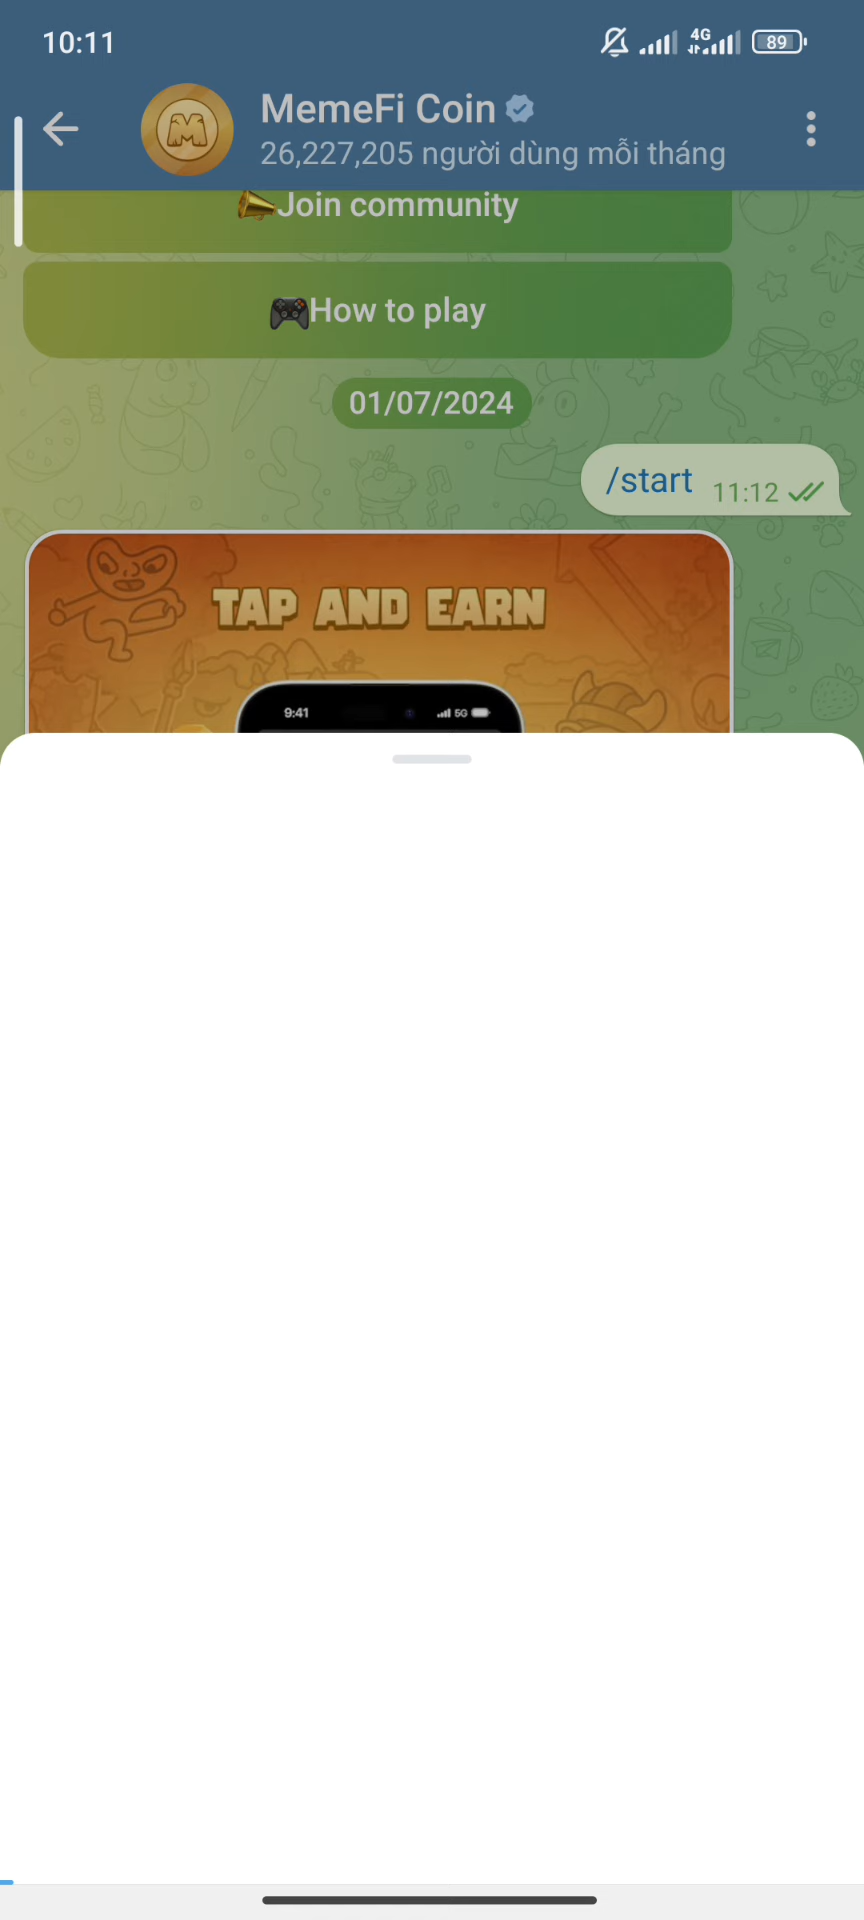 10:11
4G
89
MemeFi Coin
26,227,205 người dùng mỗi tháng
Join community
How to play
01/07/2024
/start 11:12
TAP AND EARN
9:41
5G